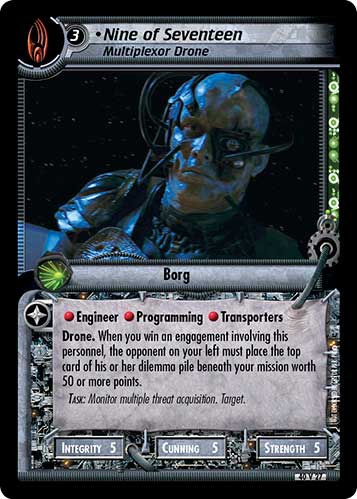 3
•Nine of Seventeen
Multiplexor Drone
Borg
Engineer Programming Transporters
Drone. When you win an engagement involving this
personnel, the opponent on your left must place the top
card of his or her dilemma pile beneath your mission worth
50 or more points.
Task: Monitor multiple threat acquisition. Target.
Integrity 5 Cunning 5 Strength 5
40 V 27